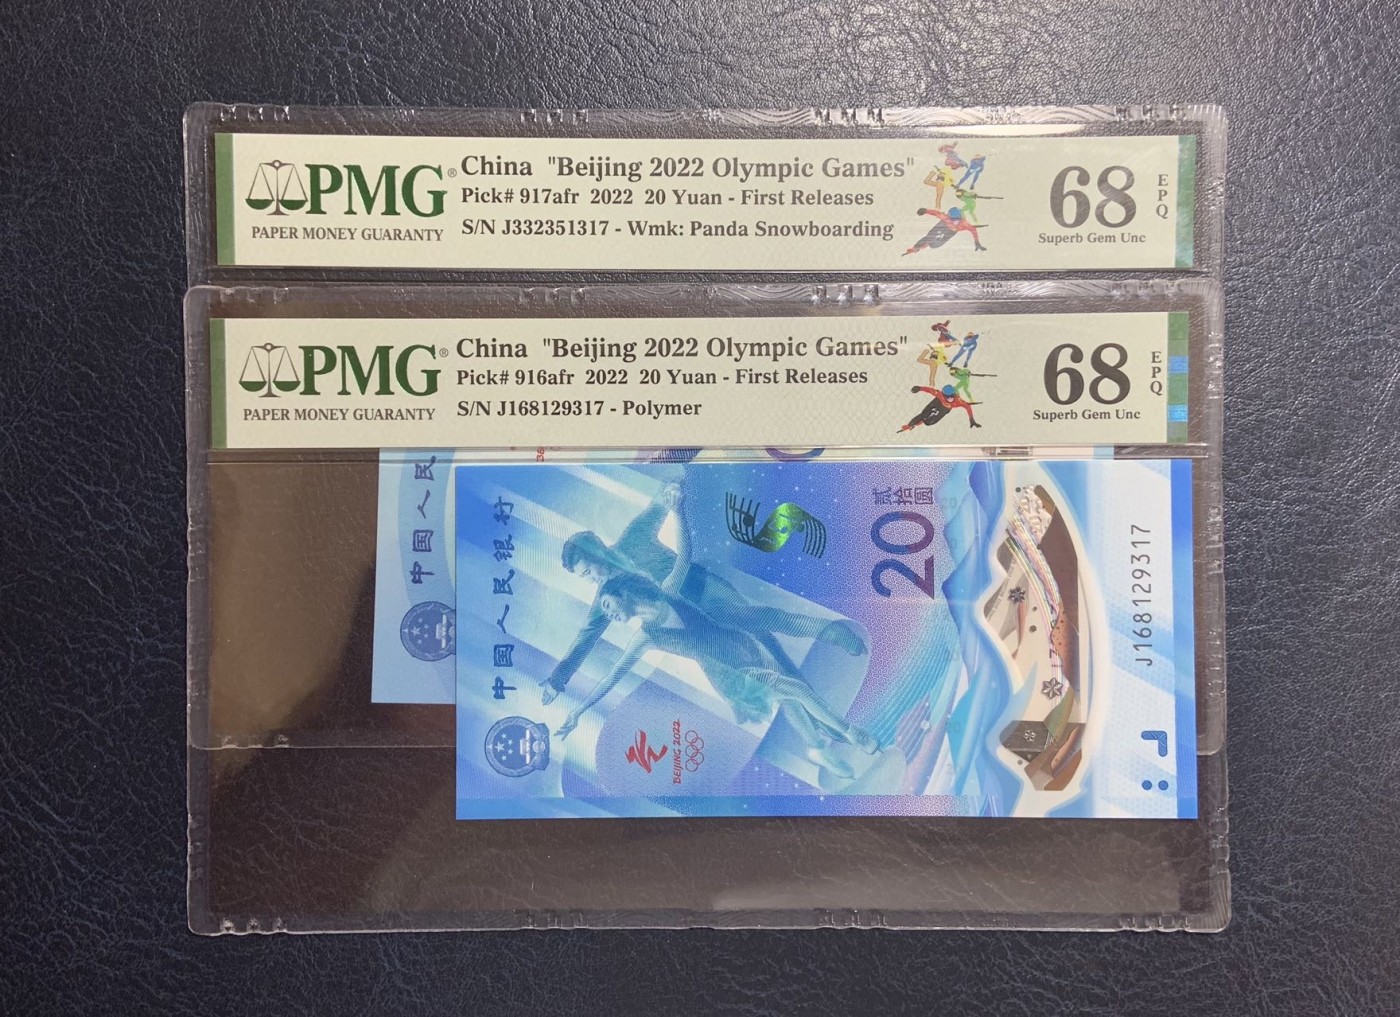 PMG®
PAPER MONEY GUARANTY
China "Beijing 2022 Olympic Games"
Pick# 917afr 2022 20 Yuan - First Releases
S/N J332351317 - Wmk: Panda Snowboarding
68
EPQ
Superb Gem Unc
PMG®
PAPER MONEY GUARANTY
China "Beijing 2022 Olympic Games"
Pick# 916afr 2022 20 Yuan - First Releases
S/N J168129317 - Polymer
68
EPQ
Superb Gem Unc
中国人民
中国人民银行
贰拾圆
20
BEIJING 2022
J168129317